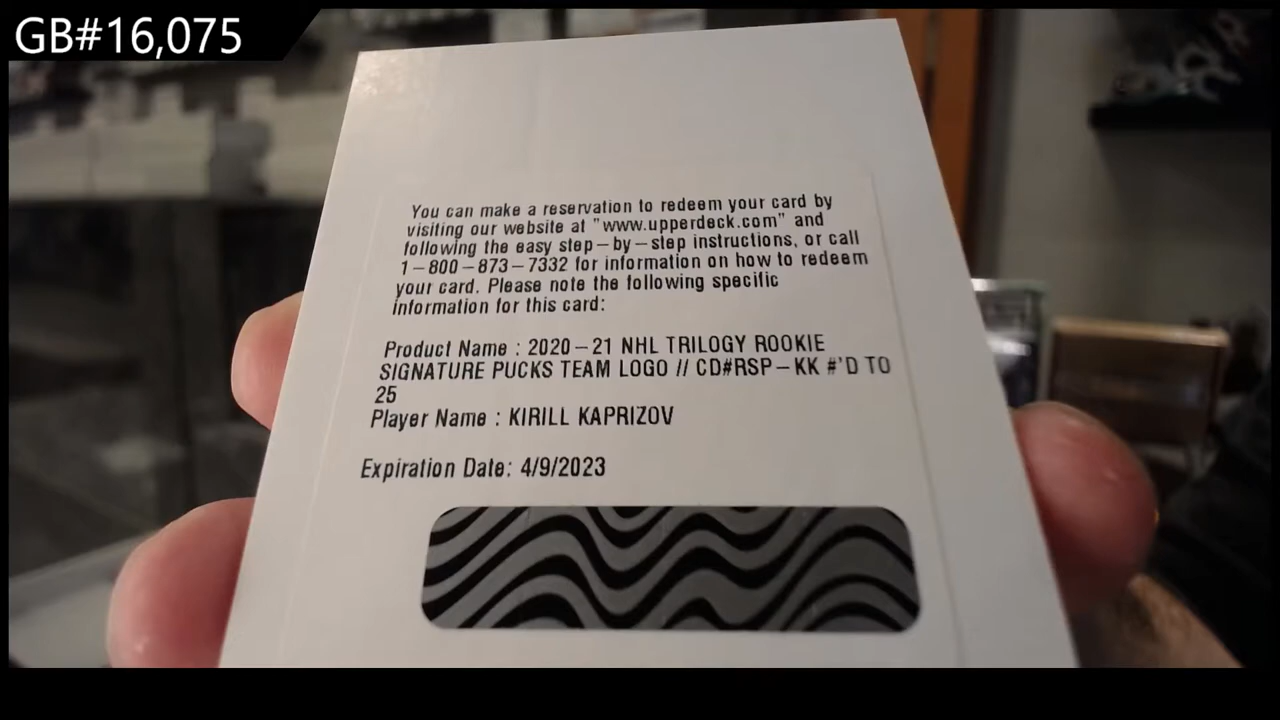 GB#16,075
You can make a reservation to redeem your card by
visiting our website at "www.upperdeck.com" and
following the easy step-by-step instructions, or call
1-800-873-7332 for information on how to redeem
your card. Please note the following specific
information for this card:
Product Name : 2020-21 NHL TRILOGY ROOKIE
SIGNATURE PUCKS TEAM LOGO // CD#RSP-KK #'D TO
25
Player Name : KIRILL KAPRIZOV
Expiration Date: 4/9/2023